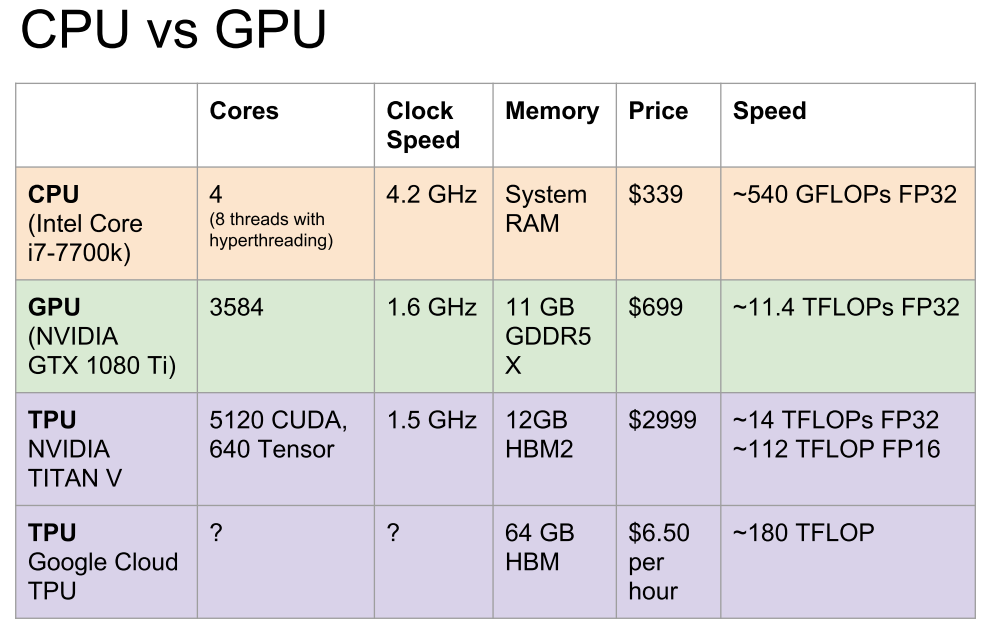 CPU vs GPU
Cores
Clock
Speed
Memory
Price
Speed
CPU
(Intel Core
i7-7700k)
4
(8 threads with
hyperthreading)
4.2 GHz
System
RAM
$339
~540 GFLOPs FP32
GPU
(NVIDIA
GTX 1080 Ti)
3584
1.6 GHz
11 GB
GDDR5
X
$699
~11.4 TFLOPs FP32
TPU
NVIDIA
TITAN V
5120 CUDA,
640 Tensor
1.5 GHz
12GB
HBM2
$2999
~14 TFLOPs FP32
~112 TFLOP FP16
TPU
Google Cloud
TPU
?
?
64 GB
HBM
$6.50
per
hour
~180 TFLOP